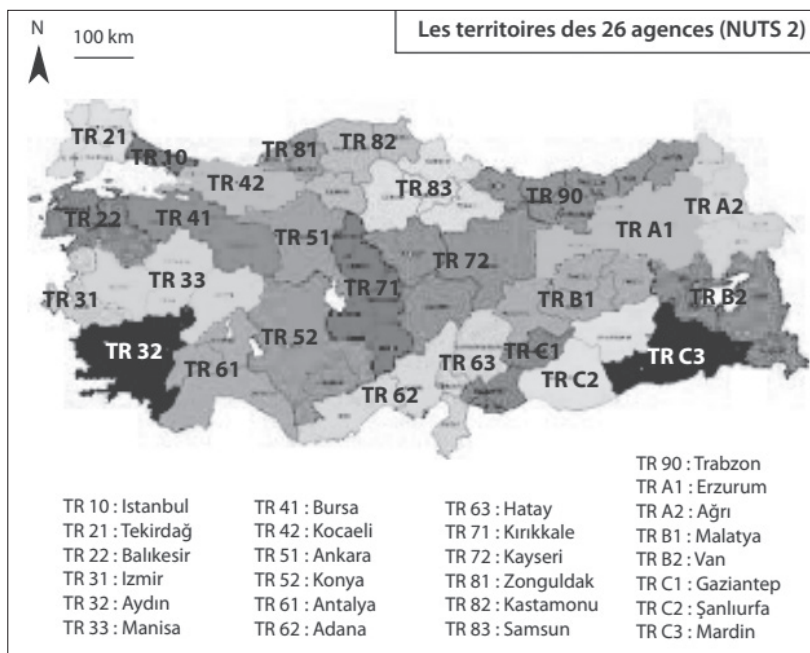 Les territoires des 26 agences (NUTS 2)
N
100 km
TR 21
TR 10
TR 81
TR 82
TR 42
TR 83
TR 90
TR 22
TR 41
TR 51
TR A1
TR A2
TR 72
TR 31
TR 33
TR 71
TR B1
TR B2
TR 32
TR 52
TR 61
TR 62
TR 63
TR C1
TR C2
TR C3
TR 10 : Istanbul
TR 21 : Tekirdağ
TR 22 : Balıkesir
TR 31 : Izmir
TR 32 : Aydın
TR 33 : Manisa
TR 41 : Bursa
TR 42 : Kocaeli
TR 51 : Ankara
TR 52 : Konya
TR 61 : Antalya
TR 62 : Adana
TR 63 : Hatay
TR 71 : Kırıkkale
TR 72 : Kayseri
TR 81 : Zonguldak
TR 82 : Kastamonu
TR 83 : Samsun
TR 90 : Trabzon
TR A1 : Erzurum
TR A2 : Ağrı
TR B1 : Malatya
TR B2 : Van
TR C1 : Gaziantep
TR C2 : Şanlıurfa
TR C3 : Mardin